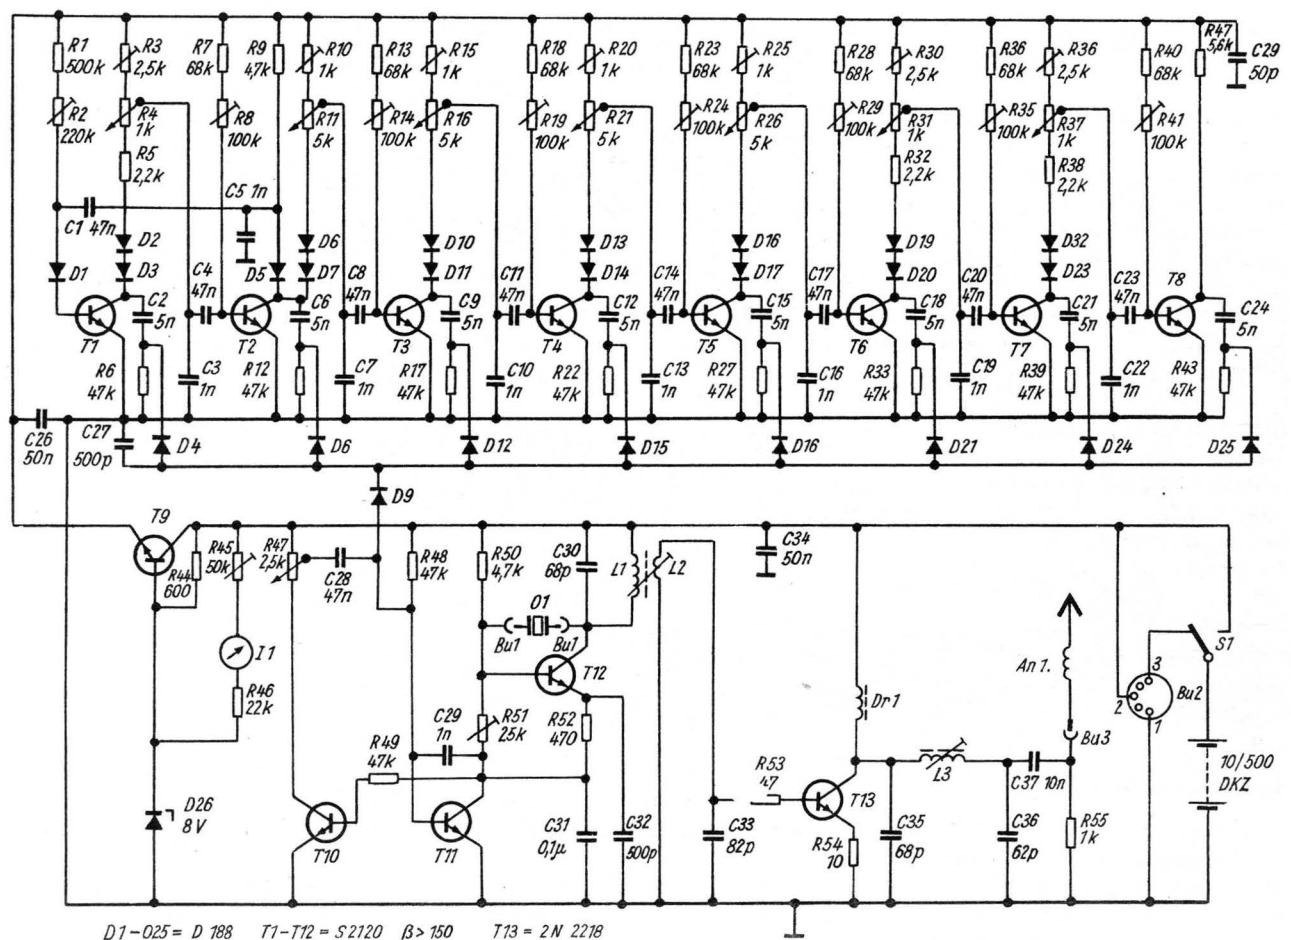 R1
500k
R3
2,5k
R7
68k
R9
4,7k
R10
1k
R13
68k
R15
1k
R18
68k
R20
1k
R23
68k
R25
1k
R28
68k
R30
2,5k
R36
68k
R36
2,5k
R40
68k
R47
5,6k
C29
50p
R2
220k
R4
1k
R8
100k
R11
5k
R14
100k
R16
5k
R19
100k
R21
5k
R24
100k
R26
5k
R29
100k
R31
1k
R35
100k
R37
1k
R41
100k
R5
2,2k
R32
2,2k
R38
2,2k
C1 47n
C5 1n
D1
D2
D3
C4
47n
D5
D6
D7
C8
47n
D10
D11
C11
47n
D13
D14
C14
47n
D16
D17
C17
47n
D19
D20
C20
47n
D32
D23
C23
47n
T8
T1
C2
5n
T2
C6
5n
T3
C9
5n
T4
C12
5n
T5
C15
5n
T6
C18
5n
T7
C21
5n
C24
5n
R6
47k
C3
1n
R12
47k
C7
1n
R17
47k
C10
1n
R22
47k
C13
1n
R27
47k
C16
1n
R33
47k
C19
1n
R39
47k
C22
1n
R43
47k
C26
50n
C27
500p
D4
D6
D12
D15
D16
D21
D24
D25
D9
T9
R44
600
R45
50k
R47
2,5k
C28
47n
R48
47k
R50
4,7k
C30
68p
L1
L2
C34
50n
Bu1
Q1
Bu1
I1
R46
22k
T12
An1.
3
2
1
Bu2
S1
C29
1n
R51
25k
R52
470
Dr1
Bu3
R49
47k
R53
47
L3
C37 10n
10/500
DKZ
D26
8V
T10
T11
C31
0,1µ
C32
500p
C33
82p
T13
R54
10
C35
68p
C36
62p
R55
1k
D1-025= D 188 T1-T12 = S2120 β > 150 T13 = 2N 2218